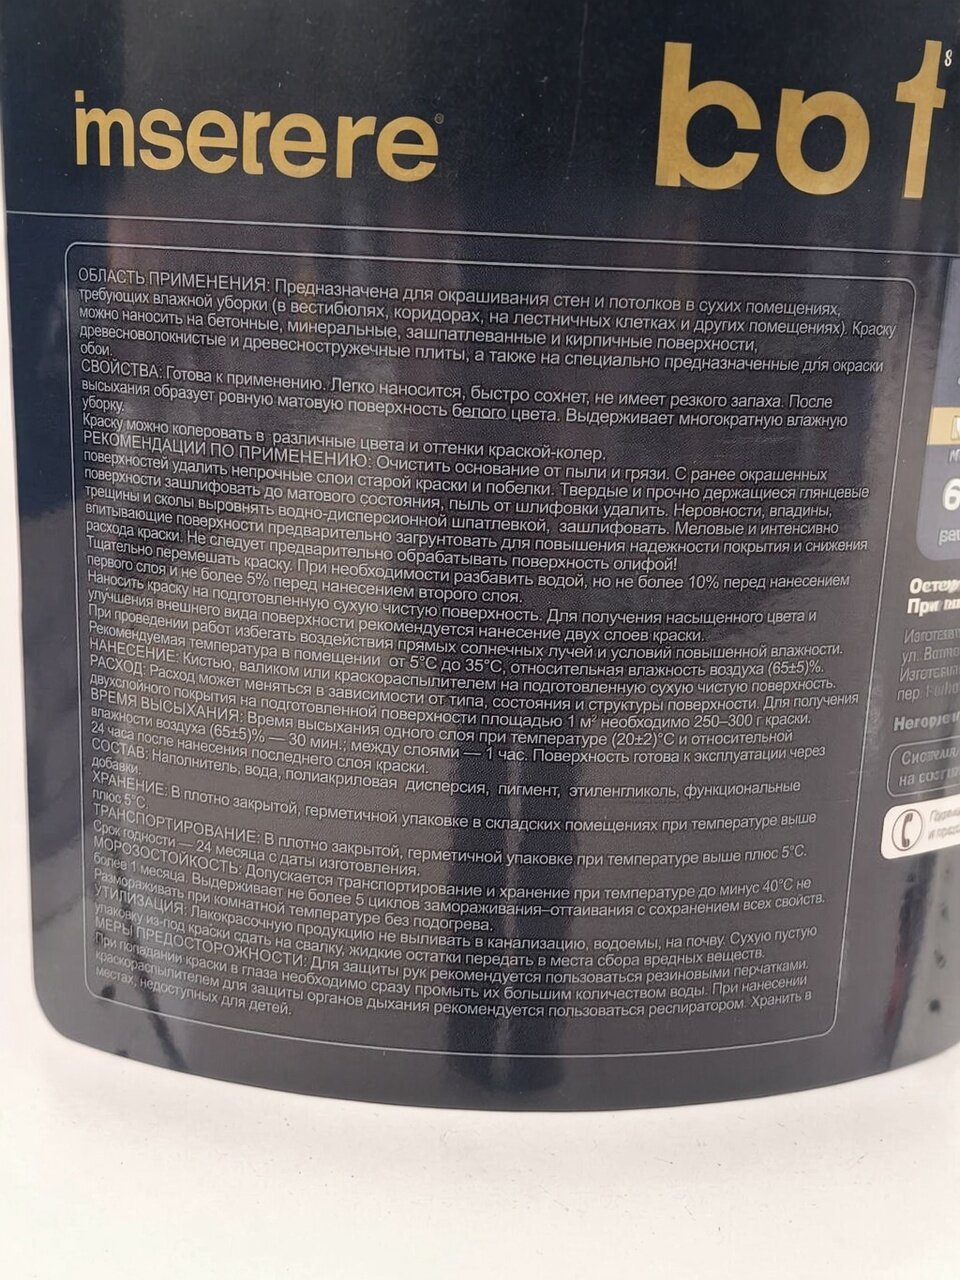 imserere®
ОБЛАСТЬ ПРИМЕНЕНИЯ: Предназначена для окрашивания стен и потолков в сухих помещениях,
требующих влажной уборки (в вестибюлях, коридорах, на лестничных клетках и других помещениях). Краску
можно наносить на бетонные, минеральные, зашпатлеванные и кирпичные поверхности,
древесноволокнистые и древесностружечные плиты, а также на специально предназначенные для окраски
обои.
СВОЙСТВА: Готова к применению. Легко наносится, быстро сохнет, не имеет резкого запаха. После
высыхания образует ровную матовую поверхность белого цвета. Выдерживает многократную влажную
уборку.
Краску можно колеровать в различные цвета и оттенки краской-колер.
РЕКОМЕНДАЦИИ ПО ПРИМЕНЕНИЮ: Очистить основание от пыли и грязи. С ранее окрашенных
поверхностей удалить непрочные слои старой краски и побелки. Твердые и прочно держащиеся глянцевые
поверхности зашлифовать до матового состояния, пыль от шлифовки удалить. Неровности, впадины,
трещины и сколы выровнять водно-дисперсионной шпатлевкой, зашлифовать. Меловые и интенсивно
впитывающие поверхности предварительно загрунтовать для повышения надежности покрытия и снижения
расхода краски. Не следует предварительно обрабатывать поверхность олифой!
Тщательно перемешать краску. При необходимости разбавить водой, но не более 10% перед нанесением
первого слоя и не более 5% перед нанесением второго слоя.
Наносить краску на подготовленную сухую чистую поверхность. Для получения насыщенного цвета и
улучшения внешнего вида поверхности рекомендуется нанесение двух слоев краски.
При проведении работ избегать воздействия прямых солнечных лучей и условий повышенной влажности.
Рекомендуемая температура в помещении от 5°C до 35°C, относительная влажность воздуха (65±5)%.
НАНЕСЕНИЕ: Кистью, валиком или краскораспылителем на подготовленную сухую чистую поверхность.
РАСХОД: Расход может меняться в зависимости от типа, состояния и структуры поверхности. Для получения
двухслойного покрытия на подготовленной поверхности площадью 1 м² необходимо 250–300 г краски.
ВРЕМЯ ВЫСЫХАНИЯ: Время высыхания одного слоя при температуре (20±2)°C и относительной
влажности воздуха (65±5)% — 30 мин.; между слоями — 1 час. Поверхность готова к эксплуатации через
24 часа после нанесения последнего слоя краски.
СОСТАВ: Наполнитель, вода, полиакриловая дисперсия, пигмент, этиленгликоль, функциональные
добавки.
ХРАНЕНИЕ: В плотно закрытой, герметичной упаковке в складских помещениях при температуре выше
плюс 5°C.
ТРАНСПОРТИРОВАНИЕ: В плотно закрытой, герметичной упаковке при температуре выше плюс 5°C.
Срок годности — 24 месяца с даты изготовления.
МОРОЗОСТОЙКОСТЬ: Допускается транспортирование и хранение при температуре до минус 40°C не
более 1 месяца. Выдерживает не более 5 циклов замораживания–оттаивания с сохранением всех свойств.
Размораживать при комнатной температуре без подогрева.
УТИЛИЗАЦИЯ: Лакокрасочную продукцию не выливать в канализацию, водоемы, на почву. Сухую пустую
упаковку из-под краски сдать на свалку, жидкие остатки передать в места сбора вредных веществ.
МЕРЫ ПРЕДОСТОРОЖНОСТИ: Для защиты рук рекомендуется пользоваться резиновыми перчатками.
При попадании краски в глаза необходимо сразу промыть их большим количеством воды. При нанесении
краскораспылителем для защиты органов дыхания рекомендуется пользоваться респиратором. Хранить в
местах, недоступных для детей.
8
6
ул.
пер.
на